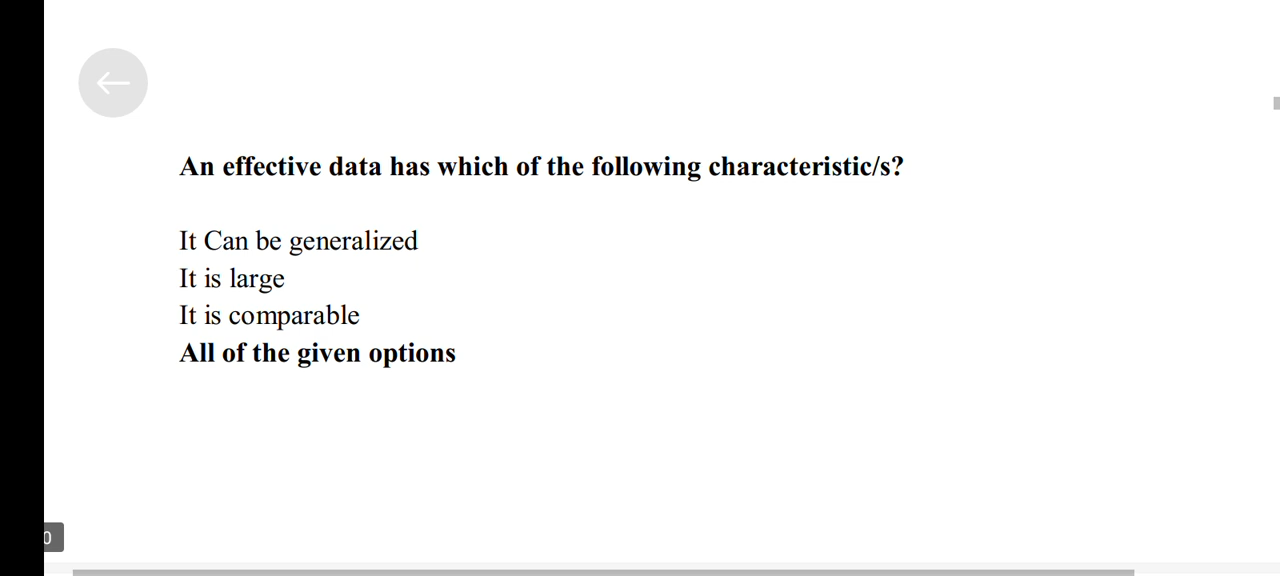 An effective data has which of the following characteristic/s?
It Can be generalized
It is large
It is comparable
All of the given options
0